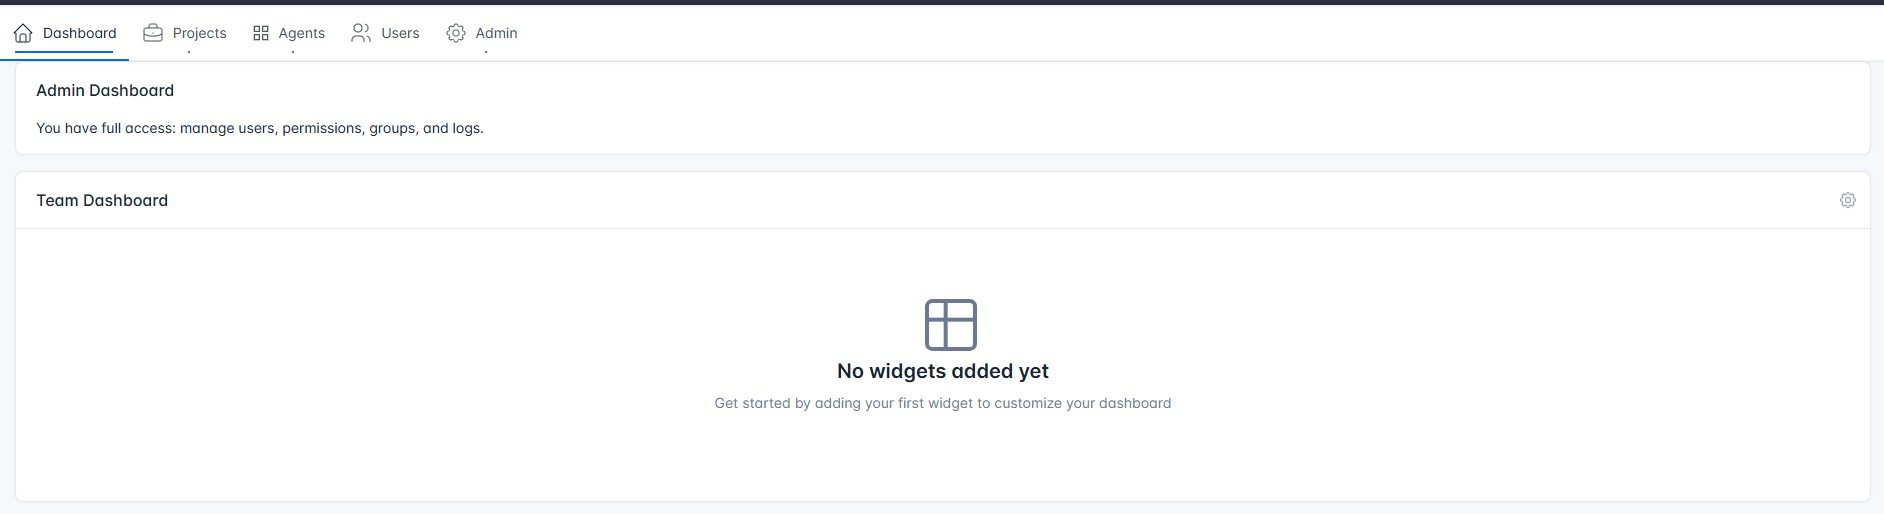 Dashboard Projects Agents Users Admin
Admin Dashboard
You have full access: manage users, permissions, groups, and logs.
Team Dashboard
No widgets added yet
Get started by adding your first widget to customize your dashboard